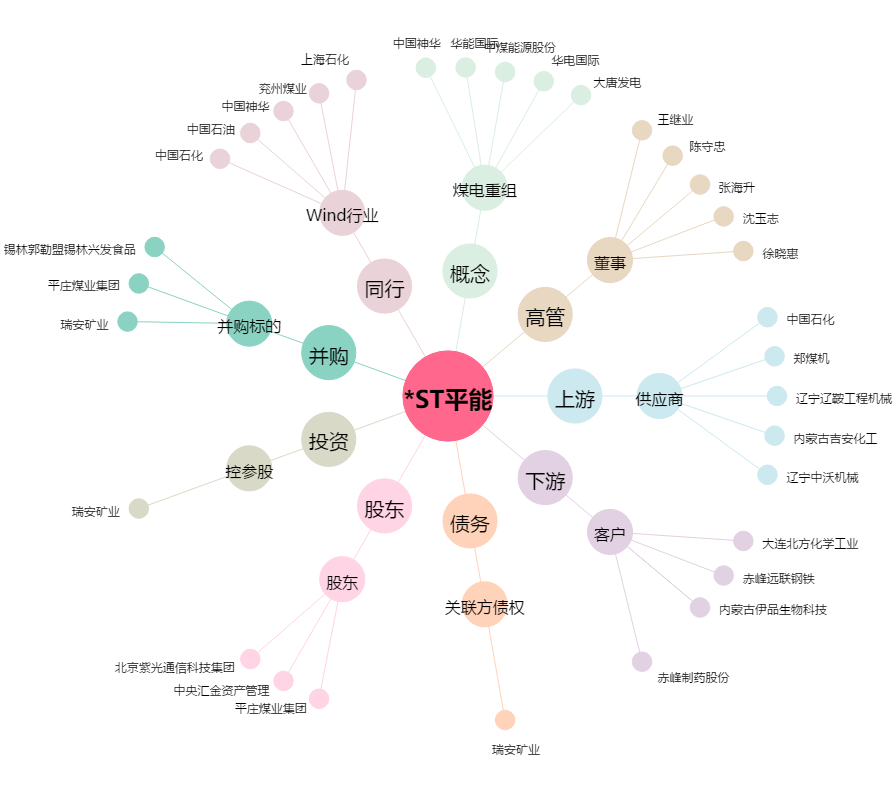 中国神华
华能国际
中煤能源股份
华电国际
大唐发电
上海石化
兖州煤业
中国神华
中国石油
中国石化
Wind行业
同行
煤电重组
概念
王继业
陈守忠
张海升
沈玉志
徐晓惠
董事
高管
锡林郭勒盟锡林兴发食品
平庄煤业集团
瑞安矿业
并购标的
并购
*ST平能
上游
供应商
中国石化
郑煤机
辽宁辽鞍工程机械
内蒙古吉安化工
辽宁中沃机械
投资
控参股
瑞安矿业
股东
股东
北京紫光通信科技集团
中央汇金资产管理
平庄煤业集团
债务
关联方债权
瑞安矿业
下游
客户
大连北方化学工业
赤峰远联钢铁
内蒙古伊品生物科技
赤峰制药股份